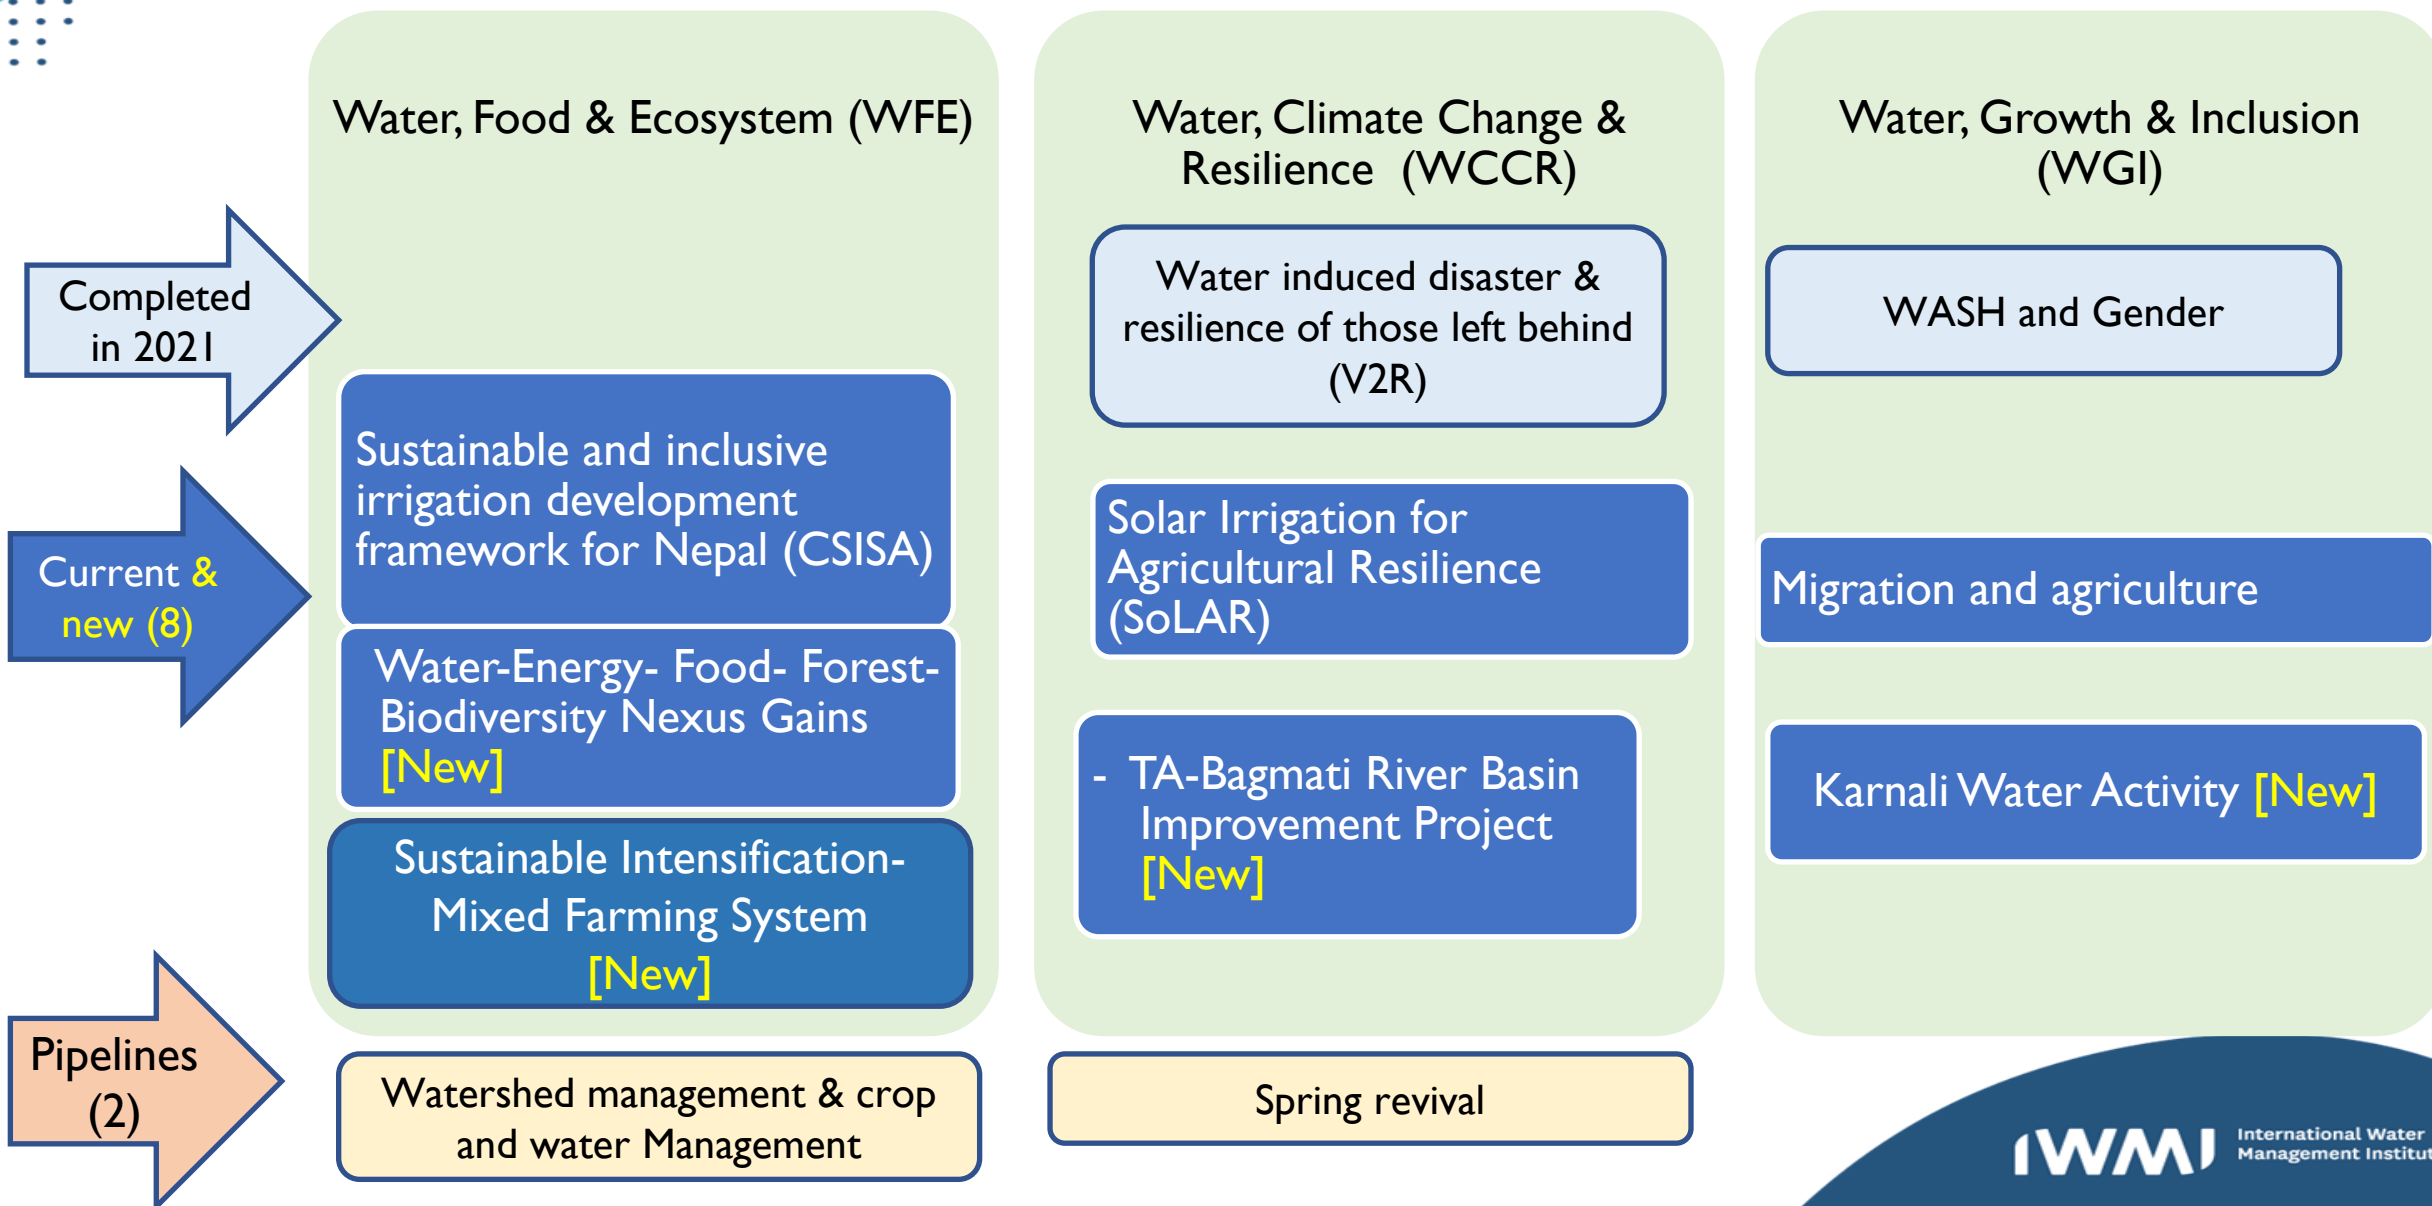 Water, Food & Ecosystem (WFE)
Water, Climate Change &
Resilience (WCCR)
Water, Growth & Inclusion
(WGI)
Completed
in 2021
Water induced disaster &
resilience of those left behind
(V2R)
WASH and Gender
Current & 
new (8)
Sustainable and inclusive
irrigation development
framework for Nepal (CSISA)
Water-Energy- Food- Forest-
Biodiversity Nexus Gains
[New]
Sustainable Intensification-
Mixed Farming System
[New]
Solar Irrigation for
Agricultural Resilience
(SoLAR)
- TA-Bagmati River Basin
Improvement Project
[New]
Migration and agriculture
Karnali Water Activity [New]
Pipelines
(2)
Watershed management & crop
and water Management
Spring revival
IWMI
International Water
Management Institut